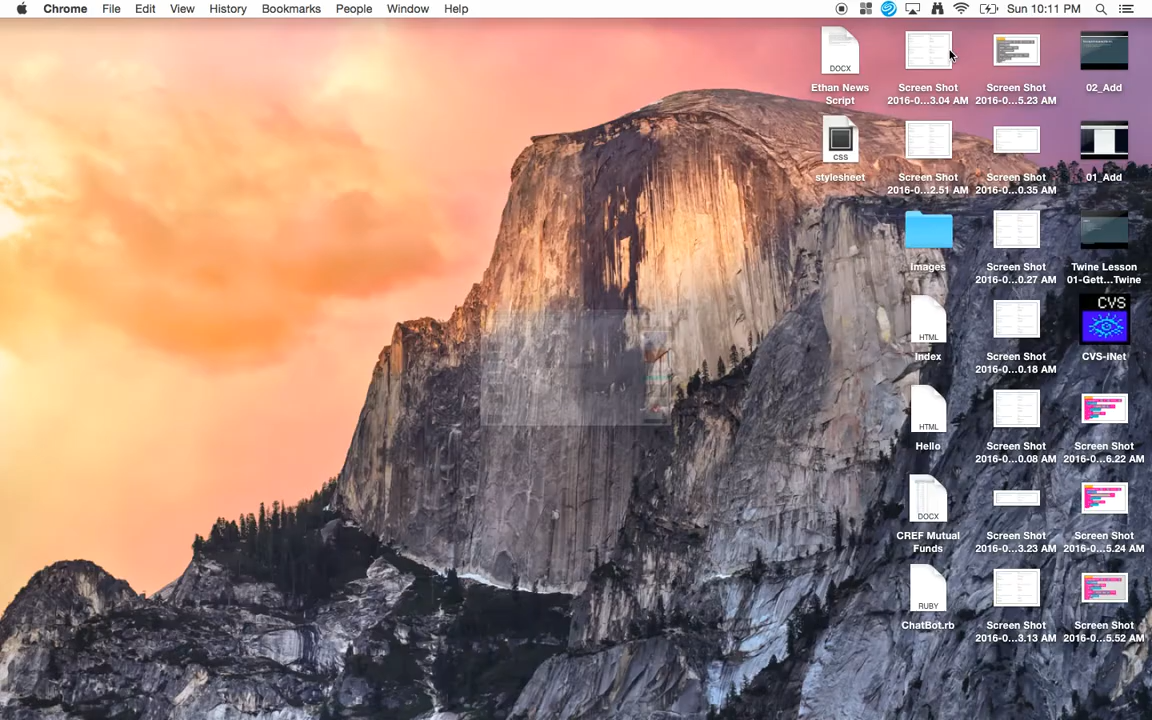 Chrome File Edit View History Bookmarks People Window Help Sun 10:11 PM
DOCX
Ethan News
Script
Screen Shot
2016-0...3.04 AM
Screen Shot
2016-0...5.23 AM
02_Add
CSS
stylesheet
Screen Shot
2016-0...2.51 AM
Screen Shot
2016-0...0.35 AM
01_Add
Images
Screen Shot
2016-0...0.27 AM
Twine Lesson
01-Gett...Twine
HTML
Index
Screen Shot
2016-0...0.18 AM
CVS
CVS-iNet
HTML
Hello
Screen Shot
2016-0...0.08 AM
Screen Shot
2016-0...6.22 AM
DOCX
CREF Mutual
Funds
Screen Shot
2016-0...3.23 AM
Screen Shot
2016-0...5.24 AM
RUBY
ChatBot.rb
Screen Shot
2016-0...3.13 AM
Screen Shot
2016-0...5.52 AM